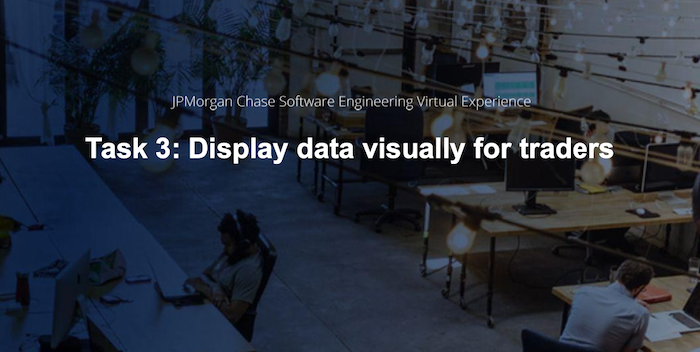 JPMorgan Chase Software Engineering Virtual Experience
Task 3: Display data visually for traders